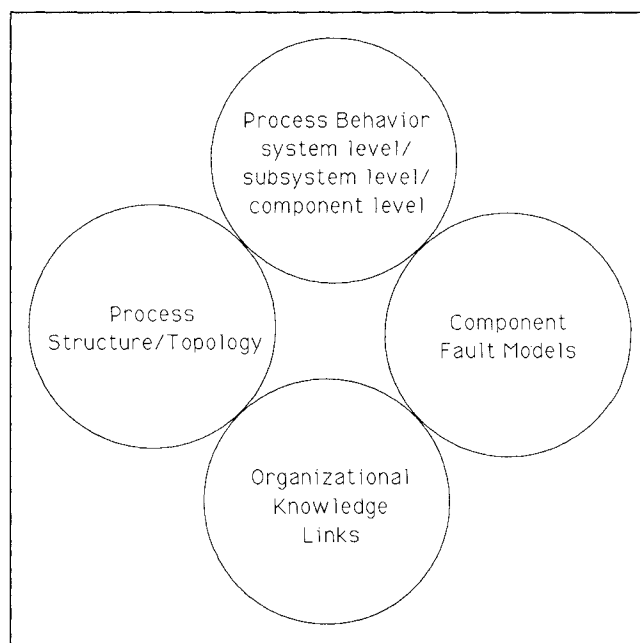 Process Behavior
system level/
subsystem level/
component level
Process
Structure/Topology
Component
Fault Models
Organizational
Knowledge
Links